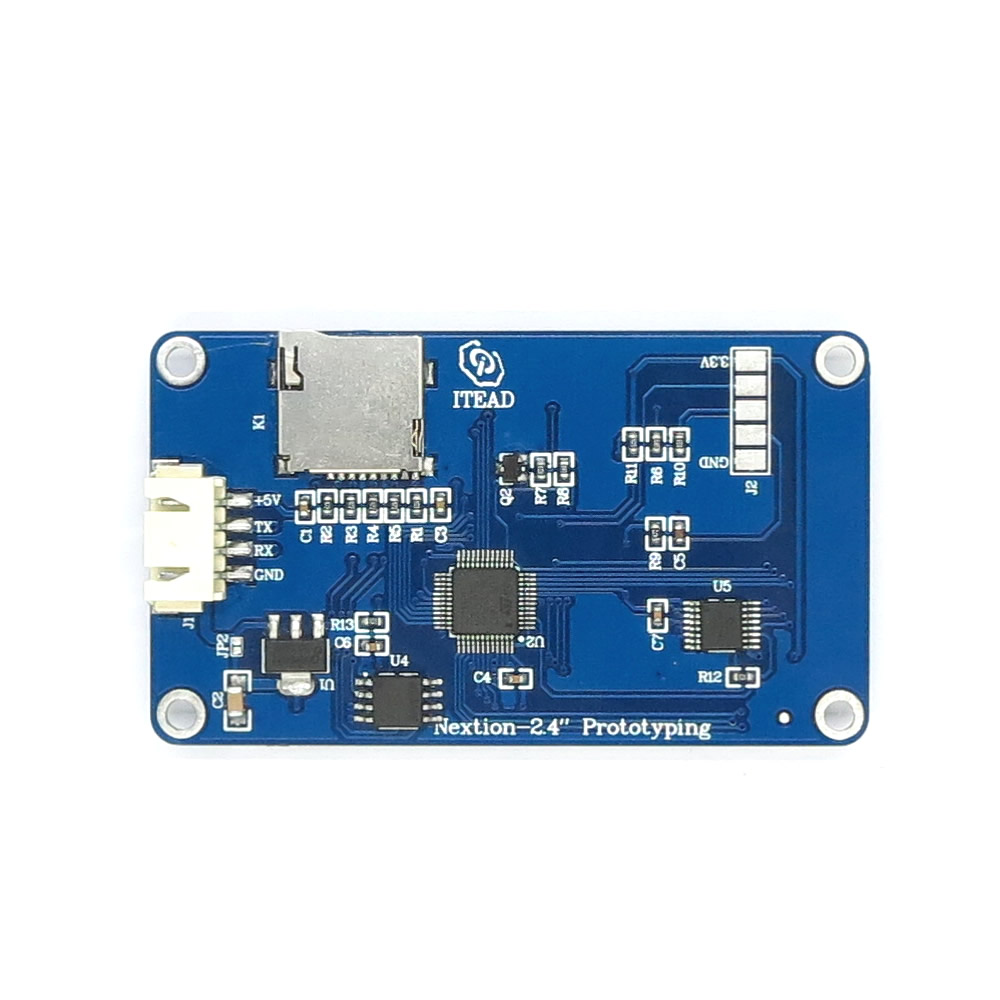 ITEAD
K1
3.3V
GND
J2
R11
R6
R10
Q2
R7
R8
+5V
TX
RX
GND
J1
C1
R2
R3
R4
R5
R1
C3
R9
C5
U5
C7
R12
R13
C6
JP2
U1
C2
U4
U2
C4
Nextion-2.4" Prototyping